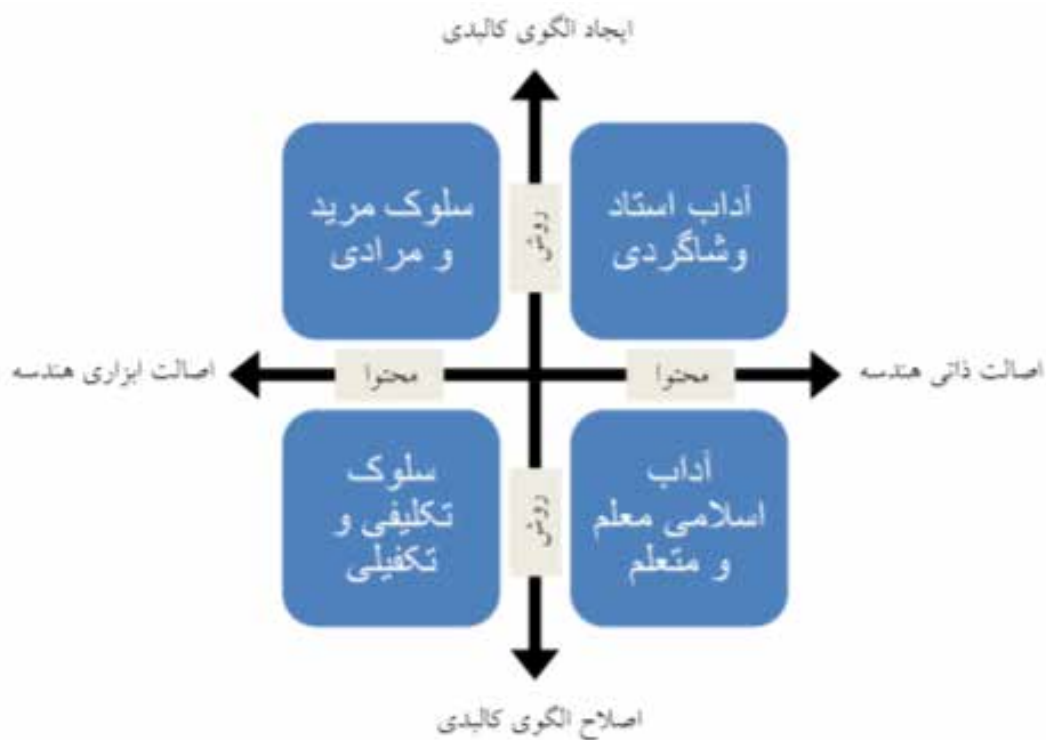 ایجاد الگوی کالبدی
آداب استاد
وشاگردی
روش
سلوک مرید
و مرادی
اصالت ذاتی هندسه
محتوا
محتوا
اصالت ابزاری هندسه
آداب
اسلامی معلم
و متعلم
روش
سلوک
تکلیفی و
تکفیلی
اصلاح الگوی کالبدی